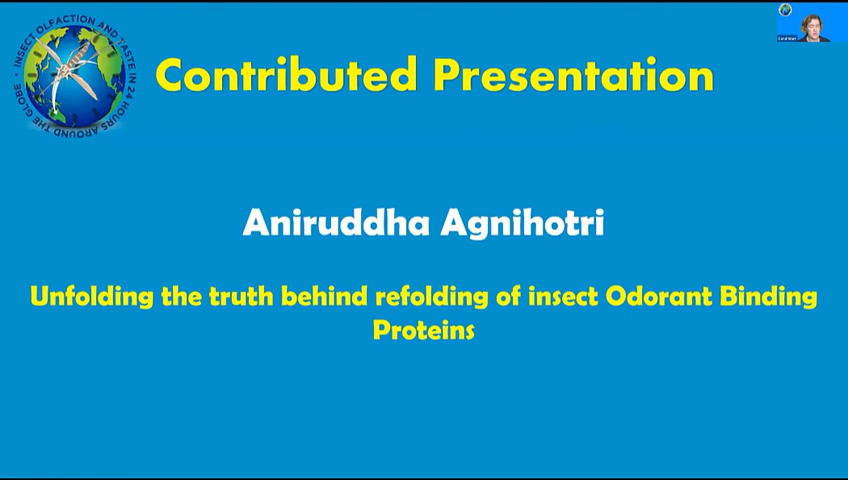 INSECT OLFACTION AND TASTE IN 24 HOURS AROUND THE GLOBE
Contributed Presentation
Aniruddha Agnihotri
Unfolding the truth behind refolding of insect Odorant Binding
Proteins